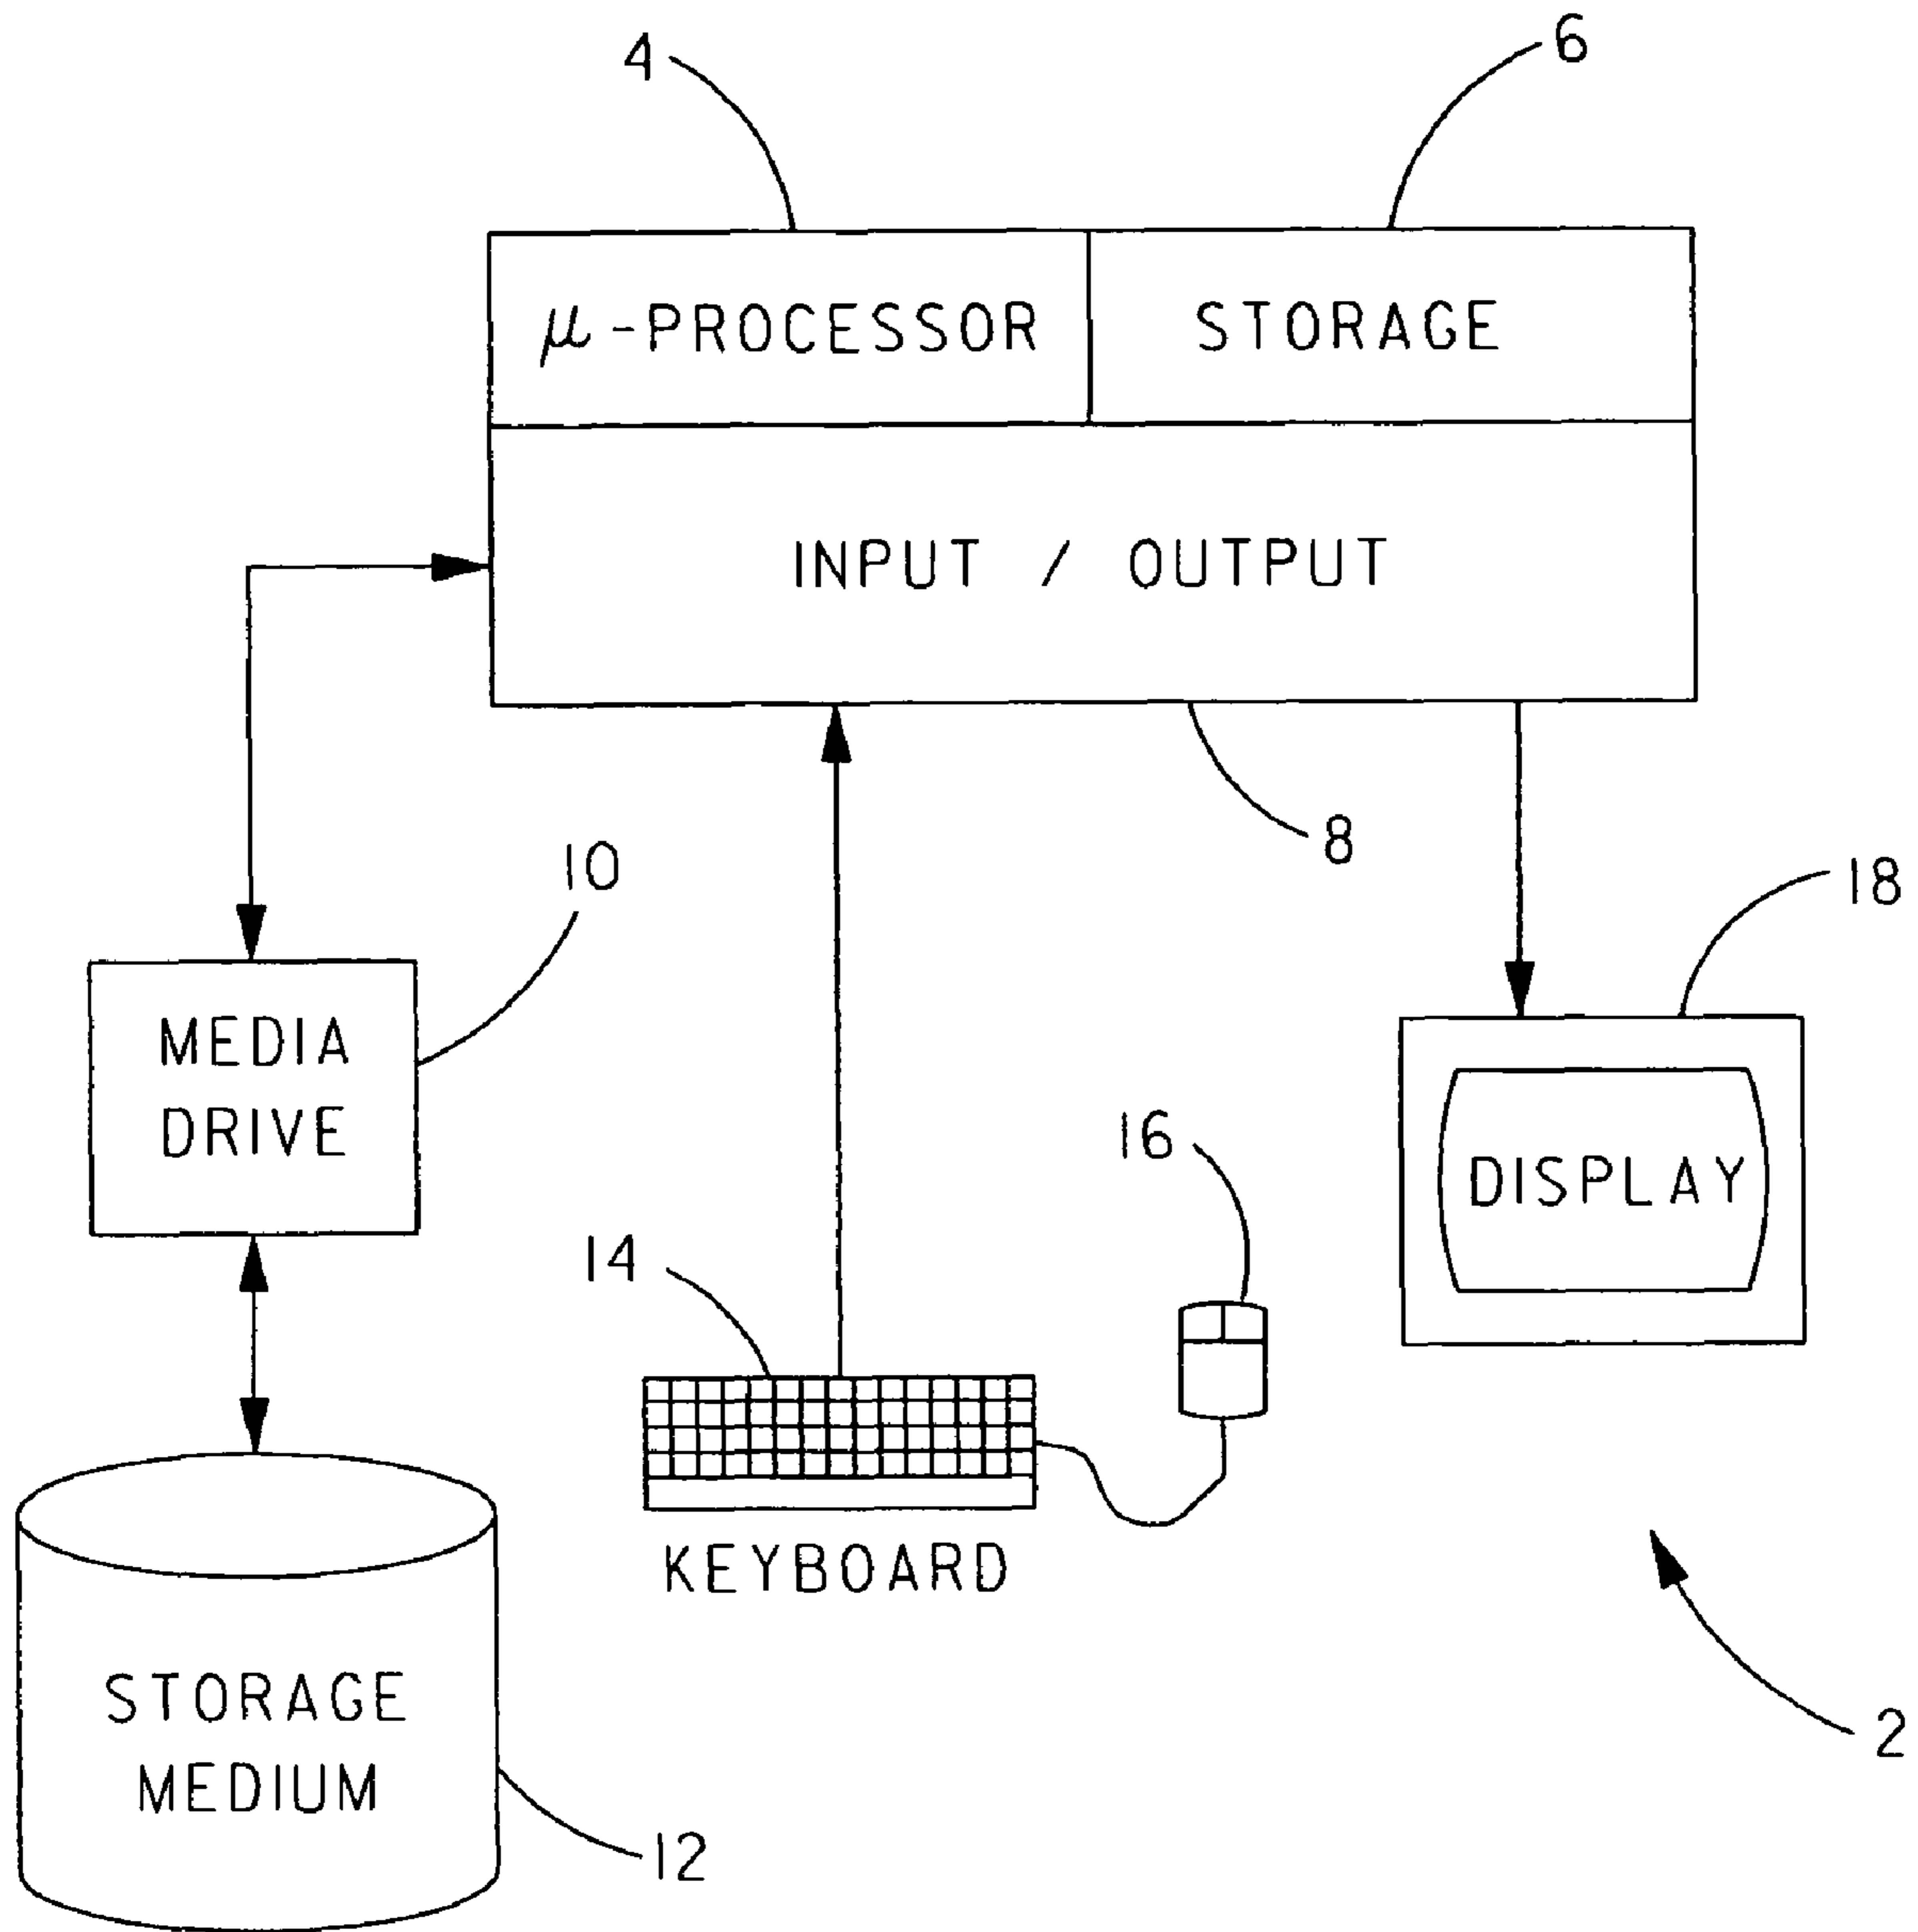 4
6
μ-PROCESSOR
STORAGE
INPUT / OUTPUT
8
10
18
MEDIA
DRIVE
16
DISPLAY
14
KEYBOARD
STORAGE
MEDIUM
2
12